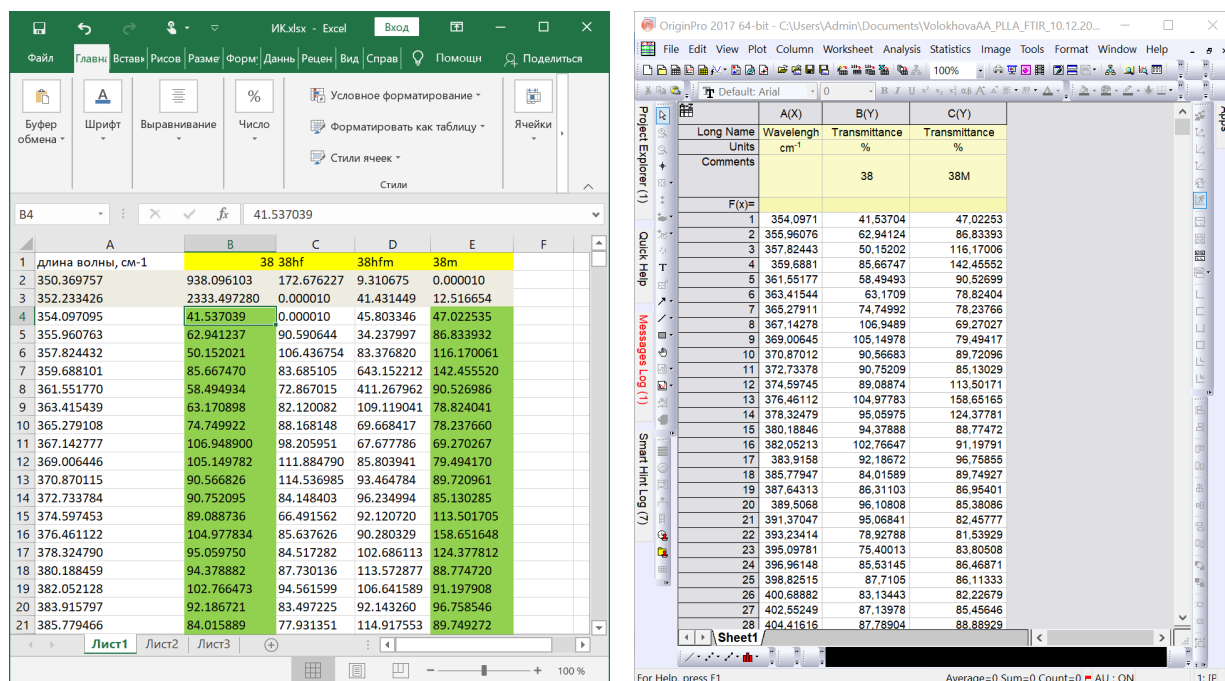 ИК.xlsx - Excel
Вход
Файл Главна Вставк Рисов Разме Форм Даннь Рецен Вид Справ Помощн Поделиться
Буфер обмена
Шрифт
Выравнивание
%
Число
Условное форматирование
Форматировать как таблицу
Стили ячеек
Стили
Ячейки
B4 fx 41.537039
A B C D E F
1 длина волны, см-1 38 38hf 38hfm 38m
2 350.369757 938.096103 172.676227 9.310675 0.000010
3 352.233426 2333.497280 0.000010 41.431449 12.516654
4 354.097095 41.537039 0.000010 45.803346 47.022535
5 355.960763 62.941237 90.590644 34.237997 86.833932
6 357.824432 50.152021 106.436754 83.376820 116.170061
7 359.688101 85.667470 83.685105 643.152212 142.455520
8 361.551770 58.494934 72.867015 411.267962 90.526986
9 363.415439 63.170898 82.120082 109.119041 78.824041
10 365.279108 74.749922 88.168148 69.668417 78.237660
11 367.142777 106.948900 98.205951 67.677786 69.270267
12 369.006446 105.149782 111.884790 85.803941 79.494170
13 370.870115 90.566826 114.536985 93.464784 89.720961
14 372.733784 90.752095 84.148403 96.234994 85.130285
15 374.597453 89.088736 66.491562 92.120720 113.501705
16 376.461122 104.977834 85.637626 90.280329 158.651648
17 378.324790 95.059750 84.517282 102.686113 124.377812
18 380.188459 94.378882 87.730136 113.572877 88.774720
19 382.052128 102.766473 94.561599 106.641589 91.197908
20 383.915797 92.186721 83.497225 92.143260 96.758546
21 385.779466 84.015889 77.931351 114.917553 89.749272
Лист1 Лист2 Лист3
100 %
OriginPro 2017 64-bit - C:\Users\Admin\Documents\VolokhovaAA_PLLA_FTIR_10.12.20...
File Edit View Plot Column Worksheet Analysis Statistics Image Tools Format Window Help
100%
Default: Arial 0 B I U
Project Explorer (1)
Quick Help
Messages Log (1)
Smart Hint Log (7)
Apps
A(X) B(Y) C(Y)
Long Name Wavelengh Transmittance Transmittance
Units cm⁻¹ % %
Comments 38 38M
F(x)=
1 354,0971 41,53704 47,02253
2 355,96076 62,94124 86,83393
3 357,82443 50,15202 116,17006
4 359,6881 85,66747 142,45552
5 361,55177 58,49493 90,52699
6 363,41544 63,1709 78,82404
7 365,27911 74,74992 78,23766
8 367,14278 106,9489 69,27027
9 369,00645 105,14978 79,49417
10 370,87012 90,56683 89,72096
11 372,73378 90,75209 85,13029
12 374,59745 89,08874 113,50171
13 376,46112 104,97783 158,65165
14 378,32479 95,05975 124,37781
15 380,18846 94,37888 88,77472
16 382,05213 102,76647 91,19791
17 383,9158 92,18672 96,75855
18 385,77947 84,01589 89,74927
19 387,64313 86,31103 86,95401
20 389,5068 96,10808 85,38086
21 391,37047 95,06841 82,45777
22 393,23414 78,92788 81,53929
23 395,09781 75,40013 83,80508
24 396,96148 85,53145 86,46871
25 398,82515 87,7105 86,11333
26 400,68882 83,13443 82,22679
27 402,55249 87,13978 85,45646
28 404,41616 87,78904 88,88929
Sheet1
For Help, press F1 Average=0 Sum=0 Count=0 AU : ON 1: [P